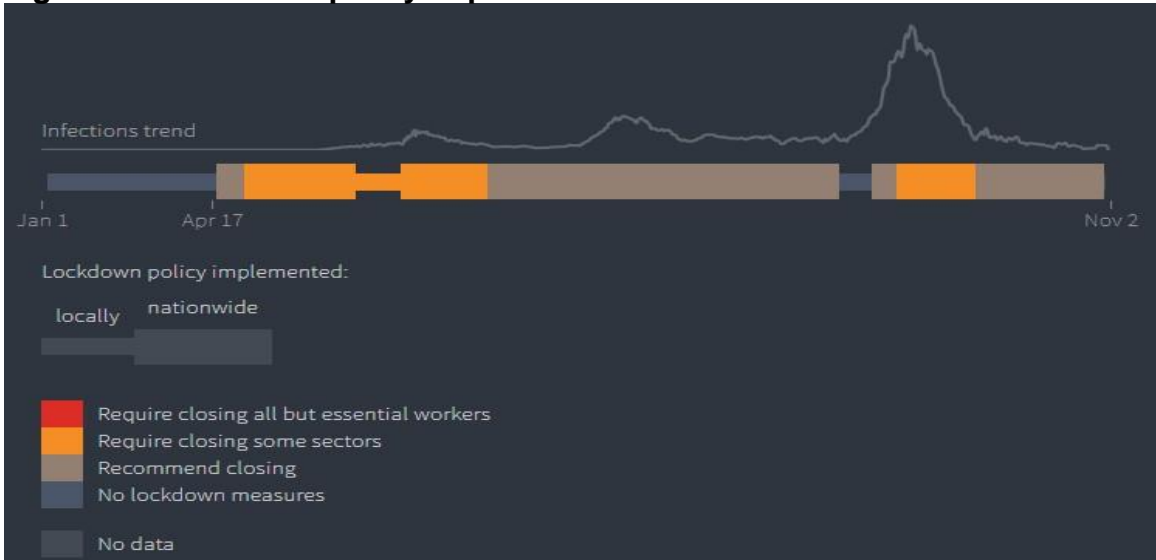 Infections trend
Jan 1 Apr 17 Nov 2
Lockdown policy implemented:
locally nationwide
Require closing all but essential workers
Require closing some sectors
Recommend closing
No lockdown measures
No data